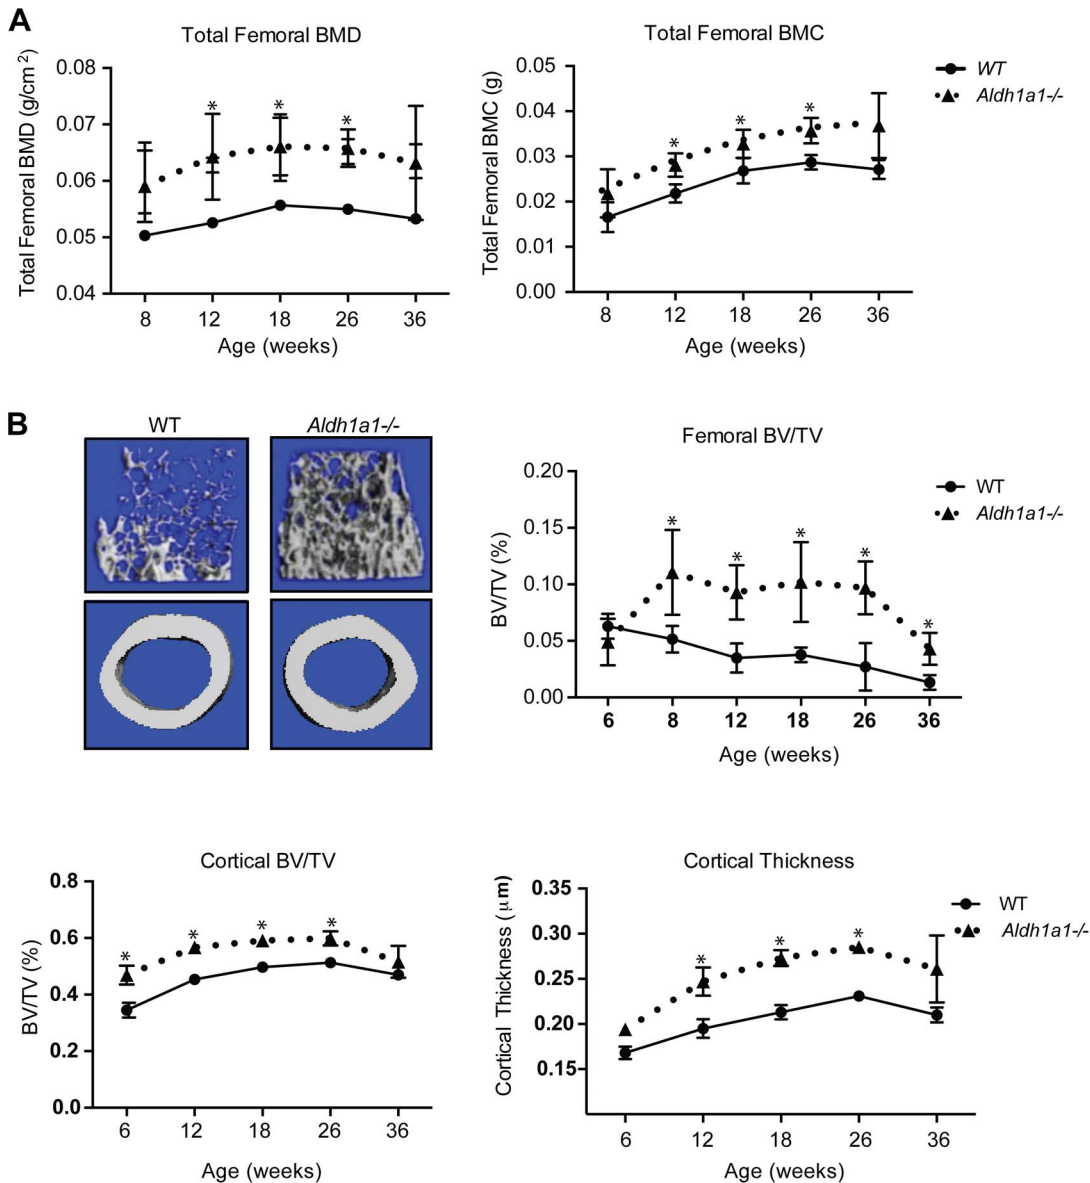 A
Total Femoral BMD
Total Femoral BMD (g/cm²)
0.08
0.07
0.06
0.05
0.04
* * *
8 12 18 26 36
Age (weeks)
Total Femoral BMC
Total Femoral BMC (g)
0.05
0.04
0.03
0.02
0.01
0.00
* * *
8 12 18 26 36
Age (weeks)
WT
Aldh1a1-/-
B
WT
Aldh1a1-/-
Femoral BV/TV
BV/TV (%)
0.20
0.15
0.10
0.05
0.00
* * * * *
6 8 12 18 26 36
Age (weeks)
WT
Aldh1a1-/-
Cortical BV/TV
BV/TV (%)
0.8
0.6
0.4
0.2
0.0
* * * *
6 12 18 26 36
Age (weeks)
Cortical Thickness
Cortical Thickness (μm)
0.35
0.30
0.25
0.20
0.15
* * *
6 12 18 26 36
Age (weeks)
WT
Aldh1a1-/-